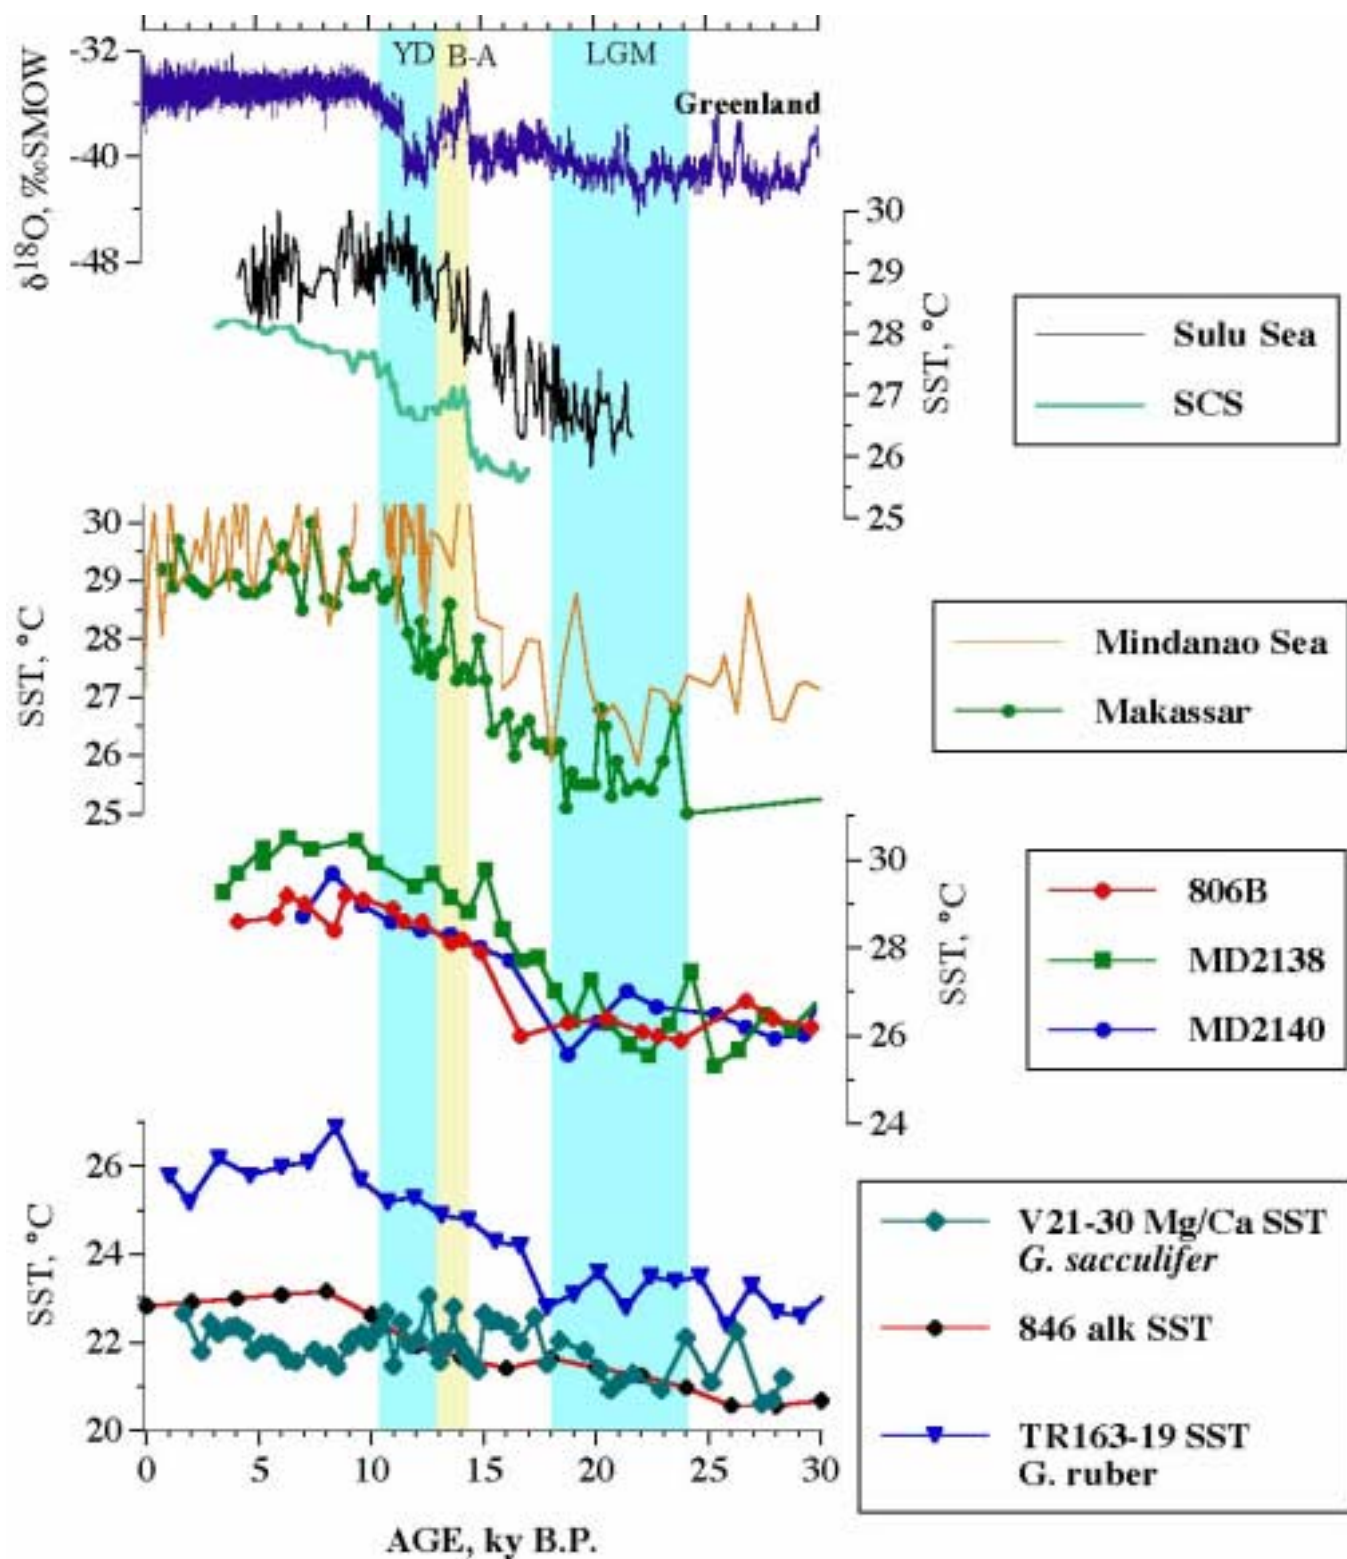 YD B-A LGM
Greenland
δ18O, ‰SMOW
-32
-40
-48
30
29
28
27
26
25
SST, °C
Sulu Sea
SCS
30
29
28
27
26
25
SST, °C
Mindanao Sea
Makassar
30
28
26
24
SST, °C
806B
MD2138
MD2140
26
24
22
20
SST, °C
V21-30 Mg/Ca SST
G. sacculifer
846 alk SST
TR163-19 SST
G. ruber
0 5 10 15 20 25 30
AGE, ky B.P.